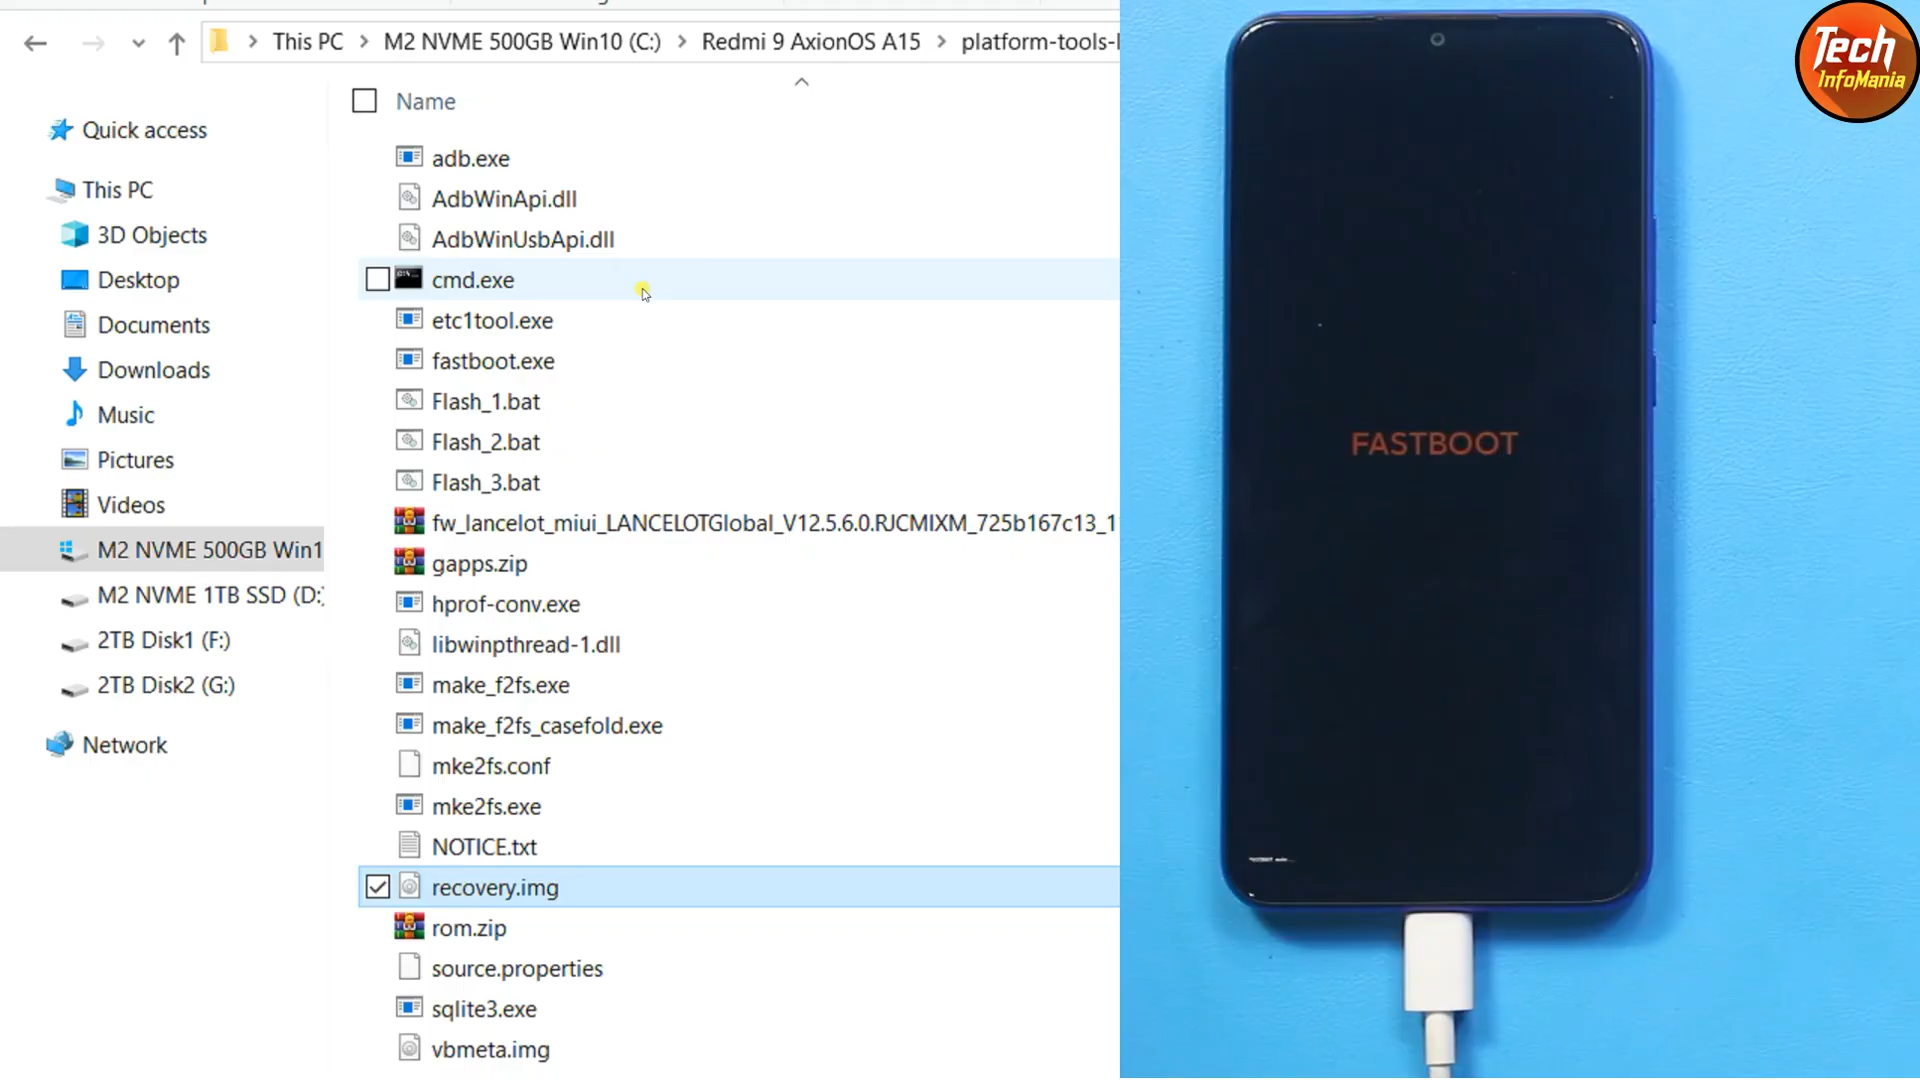 This PC
M2 NVME 500GB Win10 (C:)
Redmi 9 AxionOS A15
platform-tools-l
Name
Quick access
This PC
3D Objects
Desktop
Documents
Downloads
Music
Pictures
Videos
M2 NVME 500GB Win1
M2 NVME 1TB SSD (D:)
2TB Disk1 (F:)
2TB Disk2 (G:)
Network
adb.exe
AdbWinApi.dll
AdbWinUsbApi.dll
cmd.exe
etc1tool.exe
fastboot.exe
Flash_1.bat
Flash_2.bat
Flash_3.bat
fw_lancelot_miui_LANCELOTGlobal_V12.5.6.0.RJCMIXM_725b167c13_1
gapps.zip
hprof-conv.exe
libwinpthread-1.dll
make_f2fs.exe
make_f2fs_casefold.exe
mke2fs.conf
mke2fs.exe
NOTICE.txt
recovery.img
rom.zip
source.properties
sqlite3.exe
vbmeta.img
FASTBOOT
Tech
InfoMania